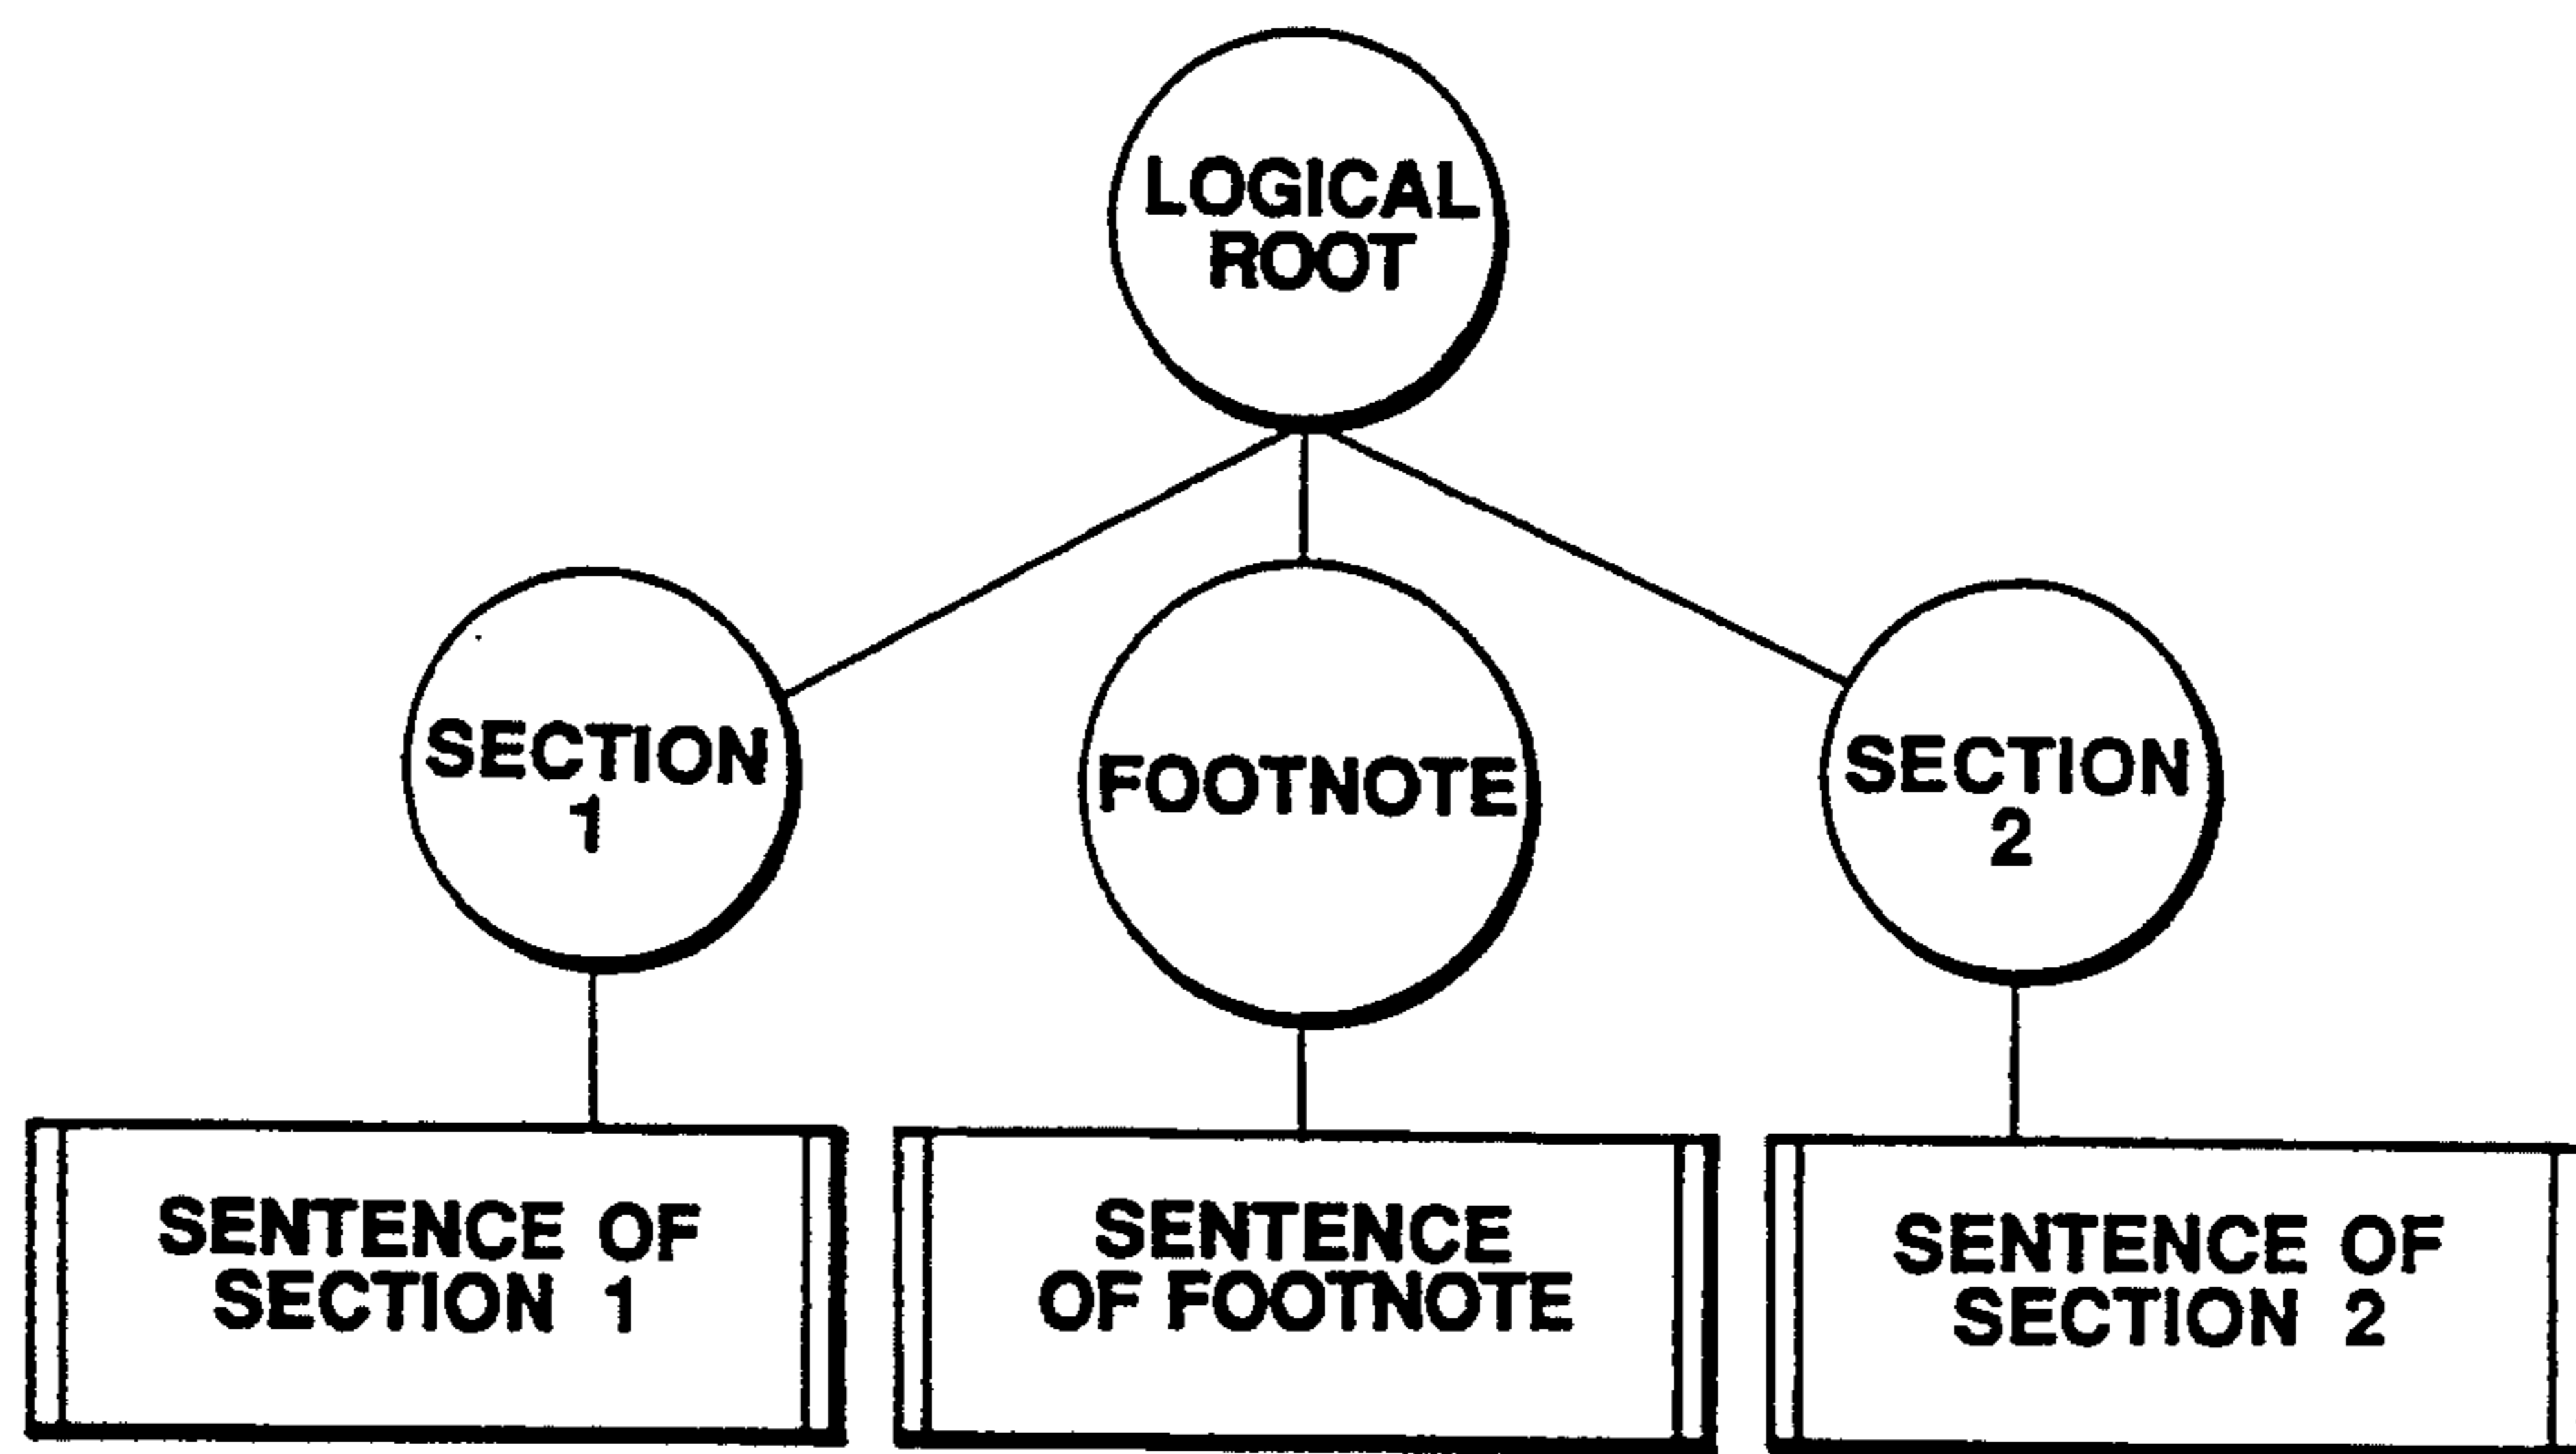 LOGICAL
ROOT
SECTION
1
FOOTNOTE
SECTION
2
SENTENCE OF
SECTION 1
SENTENCE
OF FOOTNOTE
SENTENCE OF
SECTION 2